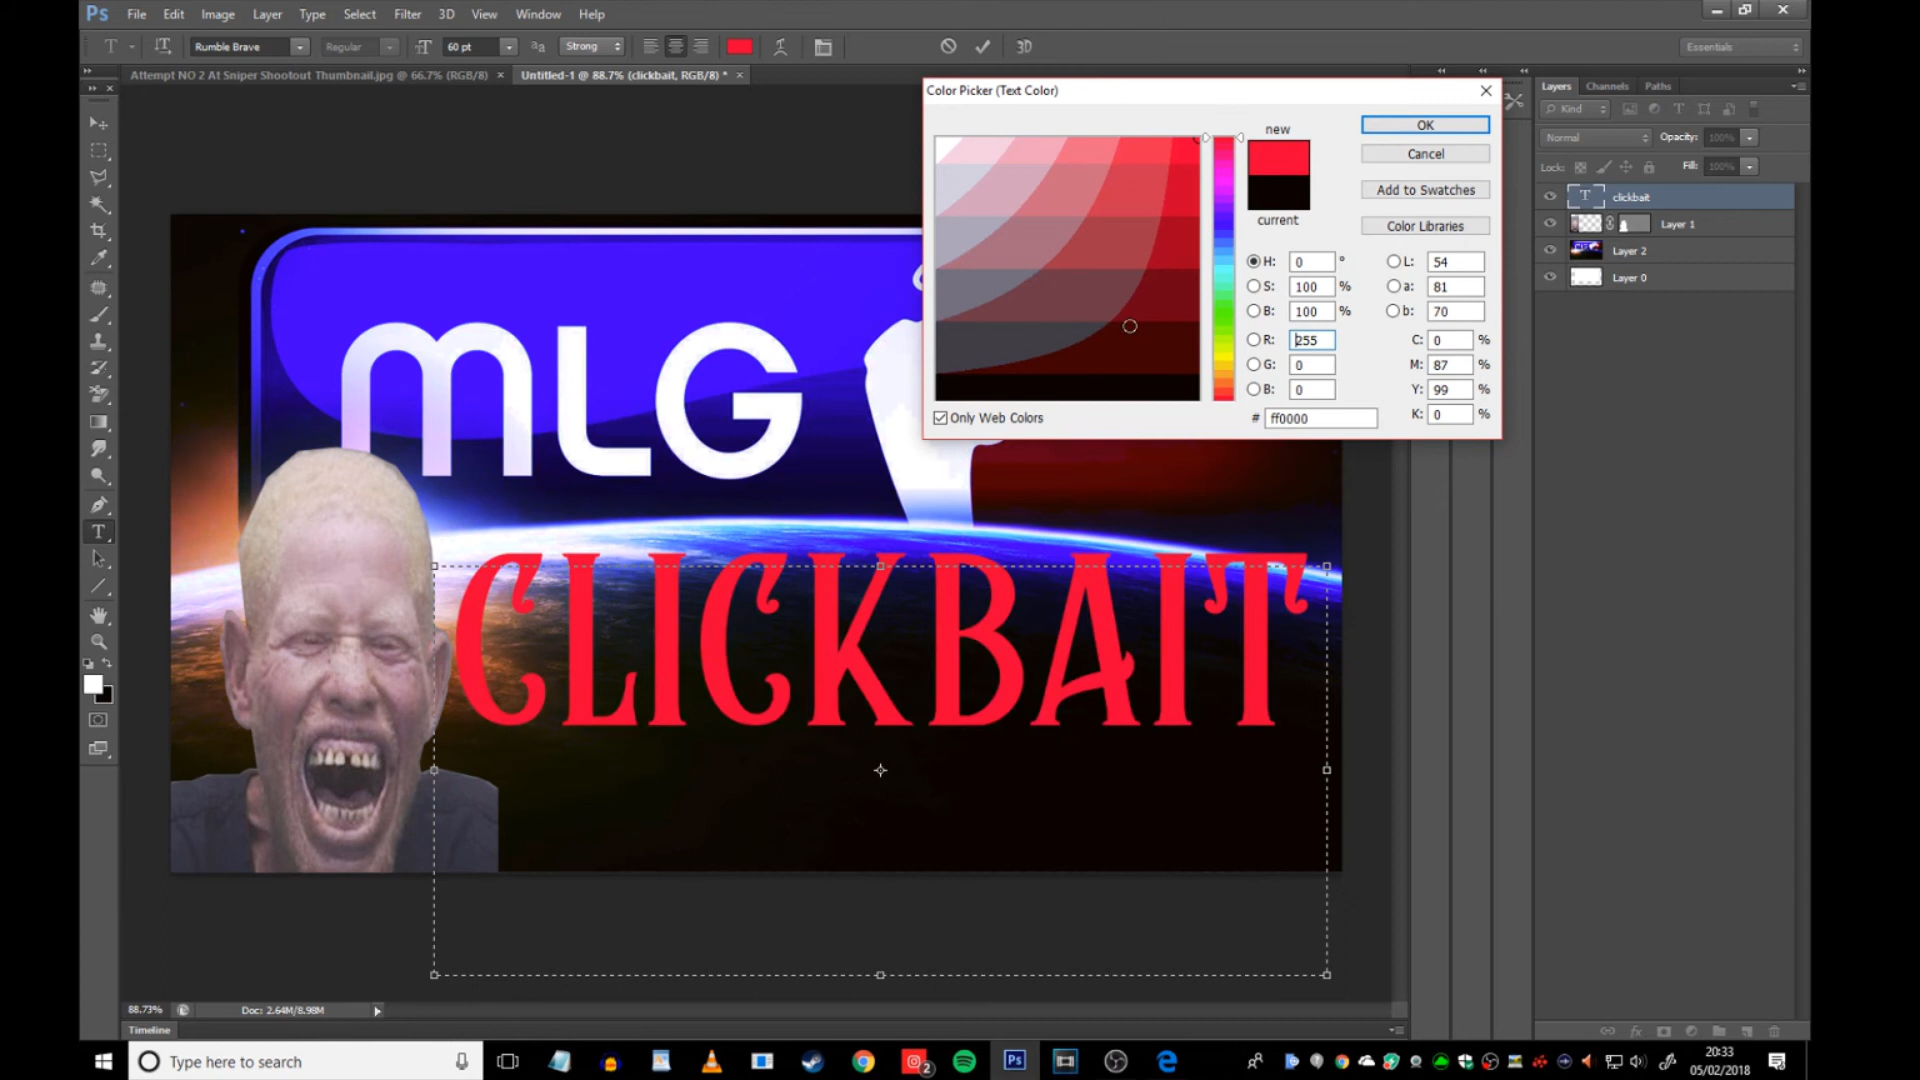 Ps File Edit Image Layer Type Select Filter 3D View Window Help
T Rumble Brave Regular T 60 pt aa Strong 3D Essentials
Attempt NO 2 At Sniper Shootout Thumbnail.jpg @ 66.7% (RGB/8) × Untitled-1 @ 88.7% (clickbait, RGB/8) * ×
Color Picker (Text Color)
new
current
OK
Cancel
Add to Swatches
Color Libraries
H: 0 °
S: 100 %
B: 100 %
R: 255
G: 0
B: 0
L: 54
a: 81
b: 70
C: 0 %
M: 87 %
Y: 99 %
K: 0 %
# ff0000
Only Web Colors
Layers Channels Paths
Kind
Normal Opacity: 100%
Lock: Fill: 100%
T clickbait
Layer 1
Layer 2
Layer 0
MLG
CLICKBAIT
88.73% Doc: 2.64M/8.98M
Timeline
Type here to search
2
Ps
20:33
05/02/2018